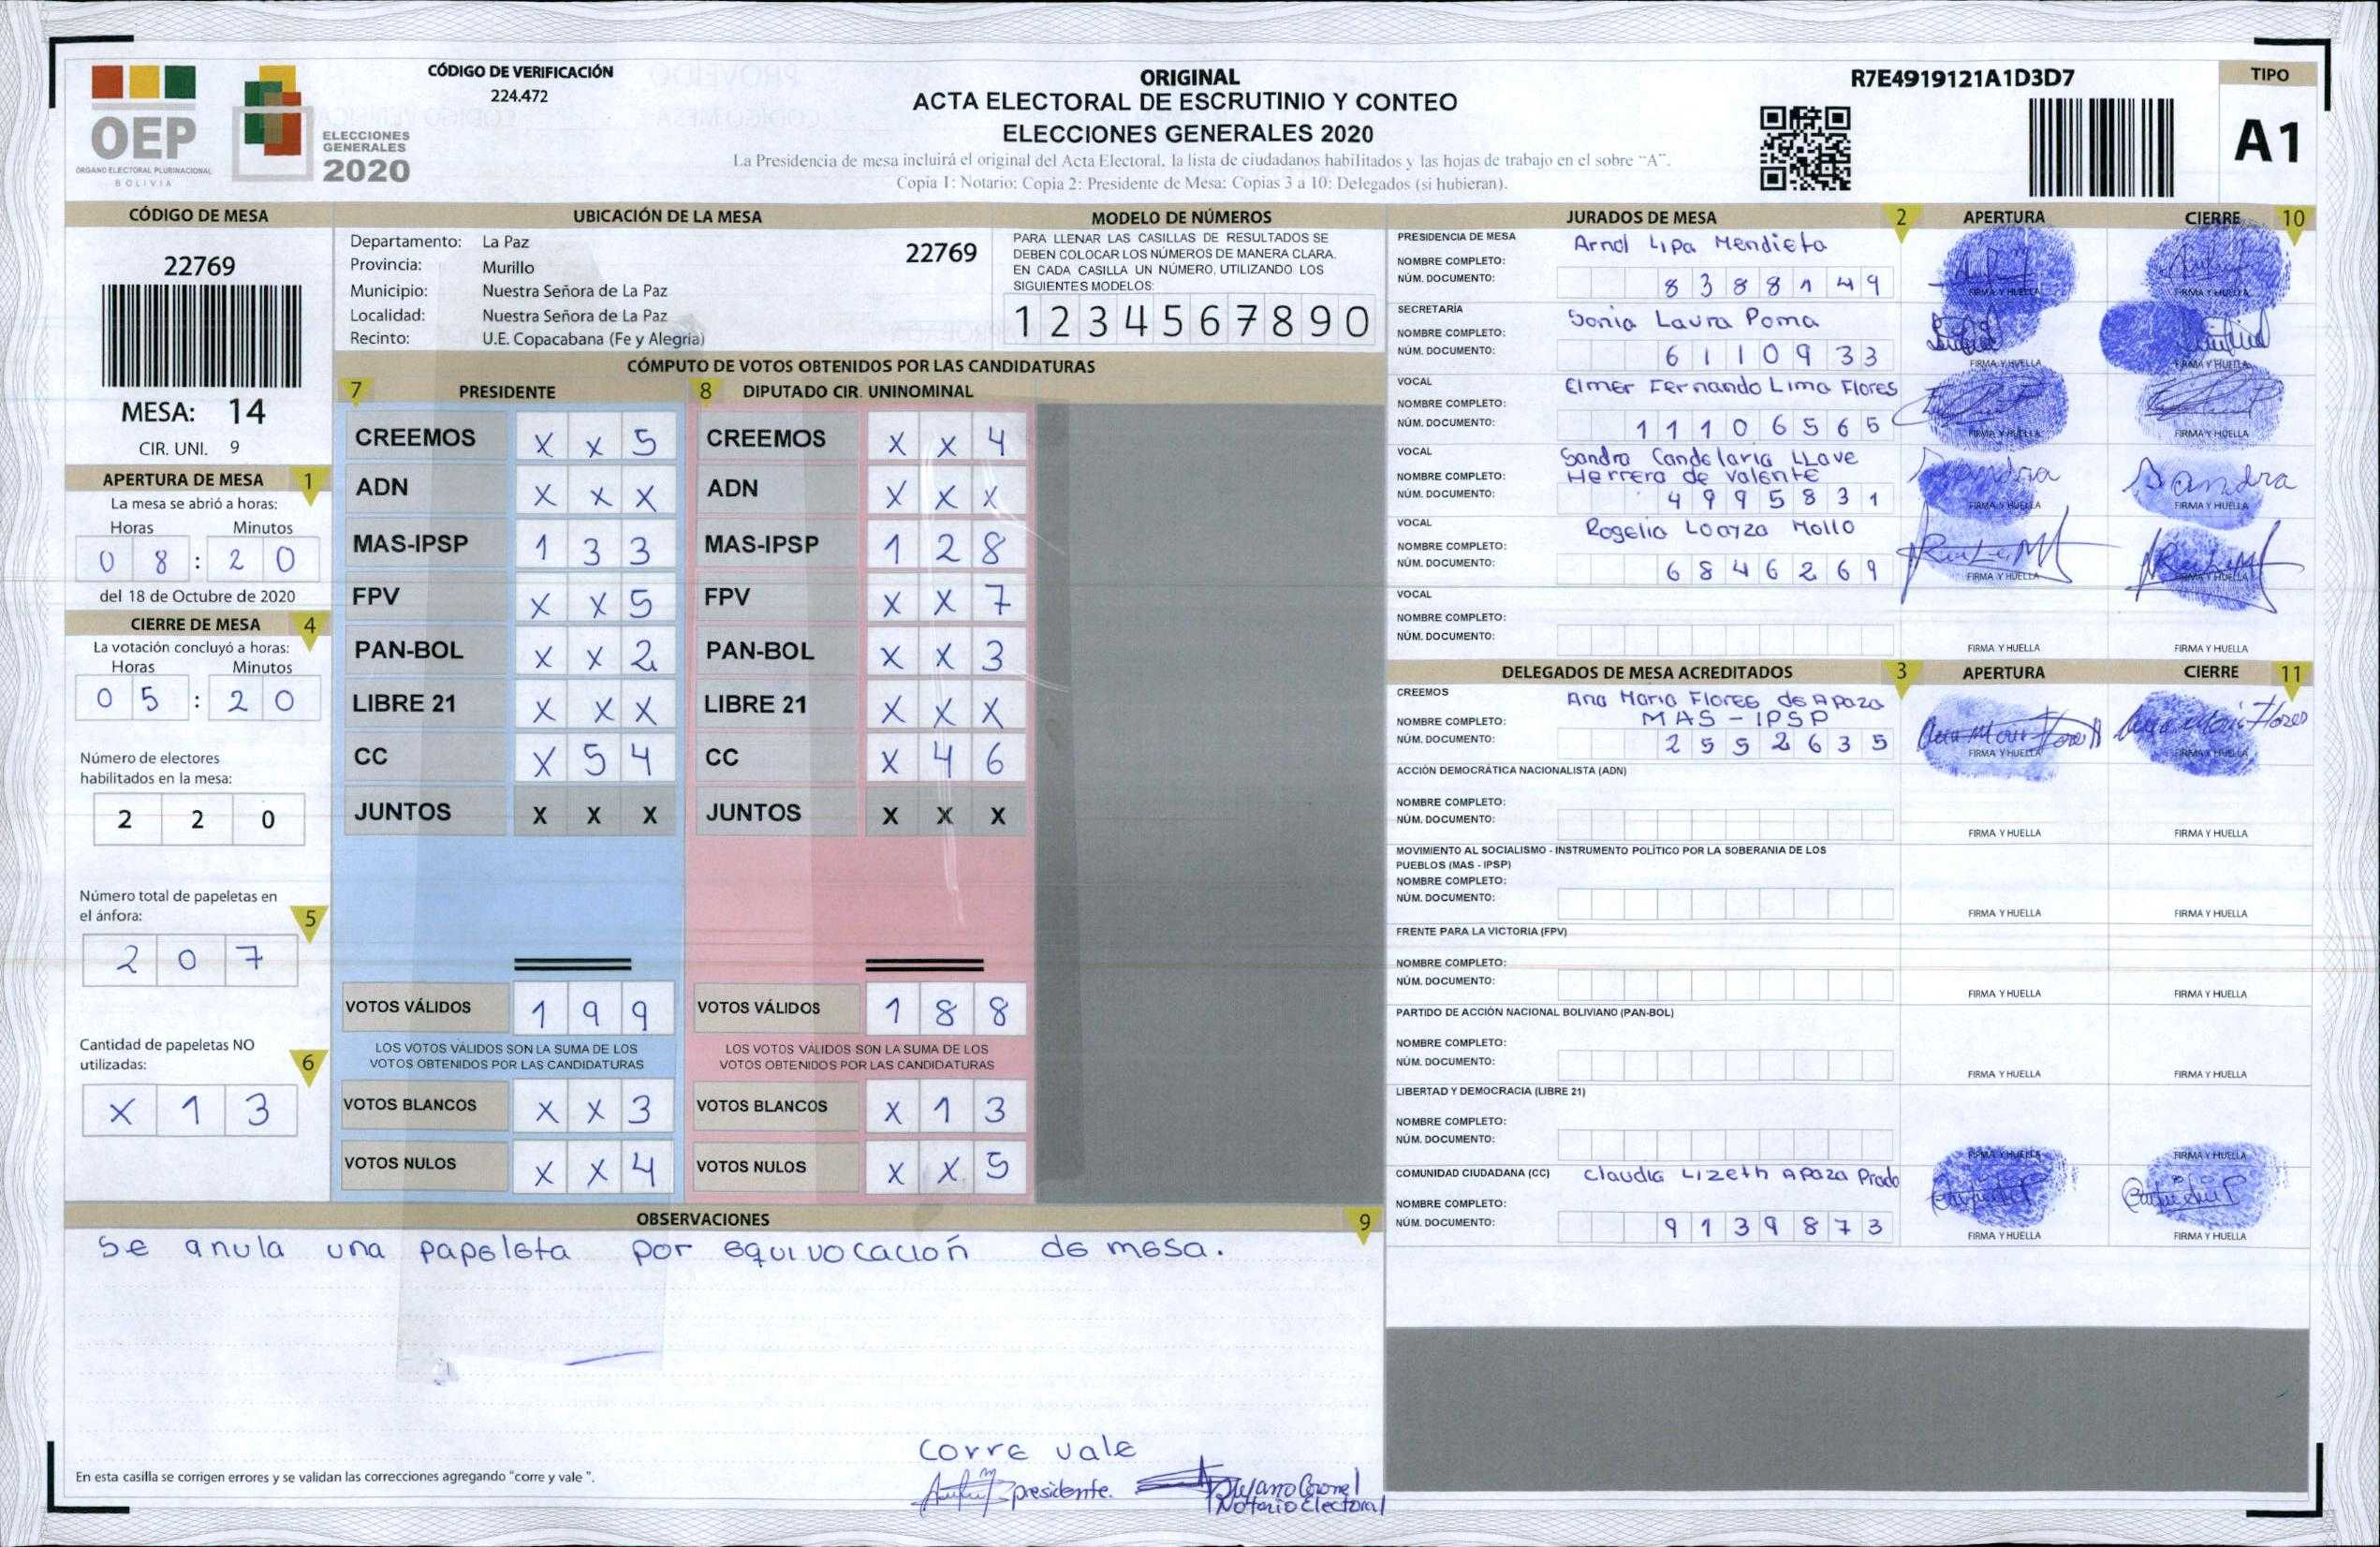 CÓDIGO DE VERIFICACIÓN
224.472
OEP
ORGANO ELECTORAL PLURINACIONAL
BOLIVIA
ELECCIONES
GENERALES
2020
ORIGINAL
ACTA ELECTORAL DE ESCRUTINIO Y CONTEO
ELECCIONES GENERALES 2020
La Presidencia de mesa incluirá el original del Acta Electoral, la lista de ciudadanos habilitados y las hojas de trabajo en el sobre "A".
Copia 1: Notario: Copia 2: Presidente de Mesa: Copias 3 a 10: Delegados (si hubieran).
R7E4919121A1D3D7
TIPO
A1
CÓDIGO DE MESA
22769
MESA: 14
CIR. UNI. 9
APERTURA DE MESA 1
La mesa se abrió a horas:
Horas Minutos
0 8 : 2 0
del 18 de Octubre de 2020
CIERRE DE MESA 4
La votación concluyó a horas:
Horas Minutos
0 5 : 2 0
Número de electores
habilitados en la mesa:
2 2 0
Número total de papeletas en
el ánfora: 5
2 0 7
Cantidad de papeletas NO
utilizadas: 6
X 1 3
UBICACIÓN DE LA MESA
Departamento: La Paz
22769
Provincia: Murillo
Municipio: Nuestra Señora de La Paz
Localidad: Nuestra Señora de La Paz
Recinto: U.E. Copacabana (Fe y Alegría)
MODELO DE NÚMEROS
PARA LLENAR LAS CASILLAS DE RESULTADOS SE
DEBEN COLOCAR LOS NÚMEROS DE MANERA CLARA.
EN CADA CASILLA UN NÚMERO, UTILIZANDO LOS
SIGUIENTES MODELOS:
1 2 3 4 5 6 7 8 9 0
CÓMPUTO DE VOTOS OBTENIDOS POR LAS CANDIDATURAS
7 PRESIDENTE
CREEMOS X X 5
ADN X X X
MAS-IPSP 1 3 3
FPV X X 5
PAN-BOL X X 2
LIBRE 21 X X X
CC X 5 4
JUNTOS X X X
VOTOS VÁLIDOS 1 9 9
LOS VOTOS VÁLIDOS SON LA SUMA DE LOS
VOTOS OBTENIDOS POR LAS CANDIDATURAS
VOTOS BLANCOS X X 3
VOTOS NULOS X X 4
8 DIPUTADO CIR. UNINOMINAL
CREEMOS X X 4
ADN X X X
MAS-IPSP 1 2 8
FPV X X 7
PAN-BOL X X 3
LIBRE 21 X X X
CC X 4 6
JUNTOS X X X
VOTOS VÁLIDOS 1 8 8
LOS VOTOS VÁLIDOS SON LA SUMA DE LOS
VOTOS OBTENIDOS POR LAS CANDIDATURAS
VOTOS BLANCOS X 1 3
VOTOS NULOS X X 5
OBSERVACIONES 9
Se anula una papeleta por equivocación de mesa.
En esta casilla se corrigen errores y se validan las correcciones agregando "corre y vale ".
corre vale
presidente.
Notario Electoral
JURADOS DE MESA 2 APERTURA CIERRE 10
PRESIDENCIA DE MESA
NOMBRE COMPLETO: Arnol Lipa Mendieta
NÚM. DOCUMENTO: 8 3 8 8 1 4 9
FIRMA Y HUELLA FIRMA Y HUELLA
SECRETARÍA
NOMBRE COMPLETO: Sonia Laura Poma
NÚM. DOCUMENTO: 6 1 1 0 9 3 3
FIRMA Y HUELLA FIRMA Y HUELLA
VOCAL
NOMBRE COMPLETO: Elmer Fernando Lima Flores
NÚM. DOCUMENTO: 1 1 1 0 6 5 6 5
FIRMA Y HUELLA FIRMA Y HUELLA
VOCAL
Sandra Candelaria Llave
NOMBRE COMPLETO: Herrera de Valente
NÚM. DOCUMENTO: 4 9 9 5 8 3 1
Sandra Sandra
FIRMA Y HUELLA FIRMA Y HUELLA
VOCAL
NOMBRE COMPLETO: Rogelio Loayza Mollo
NÚM. DOCUMENTO: 6 8 4 6 2 6 9
FIRMA Y HUELLA FIRMA Y HUELLA
VOCAL
NOMBRE COMPLETO:
NÚM. DOCUMENTO:
FIRMA Y HUELLA FIRMA Y HUELLA
DELEGADOS DE MESA ACREDITADOS 3 APERTURA CIERRE 11
CREEMOS
Ana Maria Flores de Apaza
NOMBRE COMPLETO: MAS - IPSP
NÚM. DOCUMENTO: 2 5 5 2 6 3 5
FIRMA Y HUELLA FIRMA Y HUELLA
ACCIÓN DEMOCRÁTICA NACIONALISTA (ADN)
NOMBRE COMPLETO:
NÚM. DOCUMENTO:
FIRMA Y HUELLA FIRMA Y HUELLA
MOVIMIENTO AL SOCIALISMO - INSTRUMENTO POLÍTICO POR LA SOBERANIA DE LOS
PUEBLOS (MAS - IPSP)
NOMBRE COMPLETO:
NÚM. DOCUMENTO:
FIRMA Y HUELLA FIRMA Y HUELLA
FRENTE PARA LA VICTORIA (FPV)
NOMBRE COMPLETO:
NÚM. DOCUMENTO:
FIRMA Y HUELLA FIRMA Y HUELLA
PARTIDO DE ACCIÓN NACIONAL BOLIVIANO (PAN-BOL)
NOMBRE COMPLETO:
NÚM. DOCUMENTO:
FIRMA Y HUELLA FIRMA Y HUELLA
LIBERTAD Y DEMOCRACIA (LIBRE 21)
NOMBRE COMPLETO:
NÚM. DOCUMENTO:
FIRMA Y HUELLA FIRMA Y HUELLA
COMUNIDAD CIUDADANA (CC) Claudia Lizeth Apaza Prado
NOMBRE COMPLETO:
NÚM. DOCUMENTO: 9 1 3 9 8 7 3
FIRMA Y HUELLA FIRMA Y HUELLA